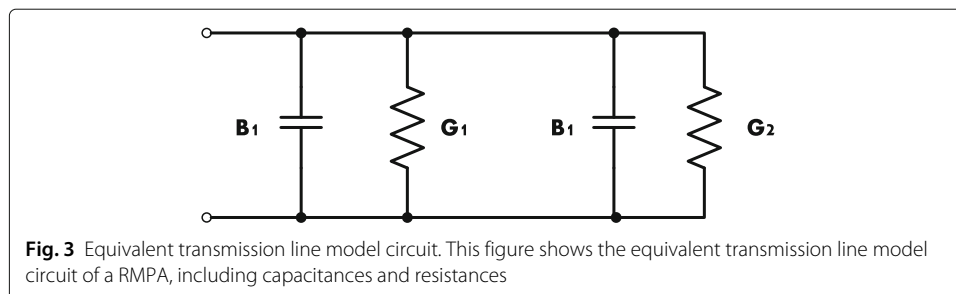 B1 G1 B1 G2
Fig. 3 Equivalent transmission line model circuit. This figure shows the equivalent transmission line model
circuit of a RMPA, including capacitances and resistances